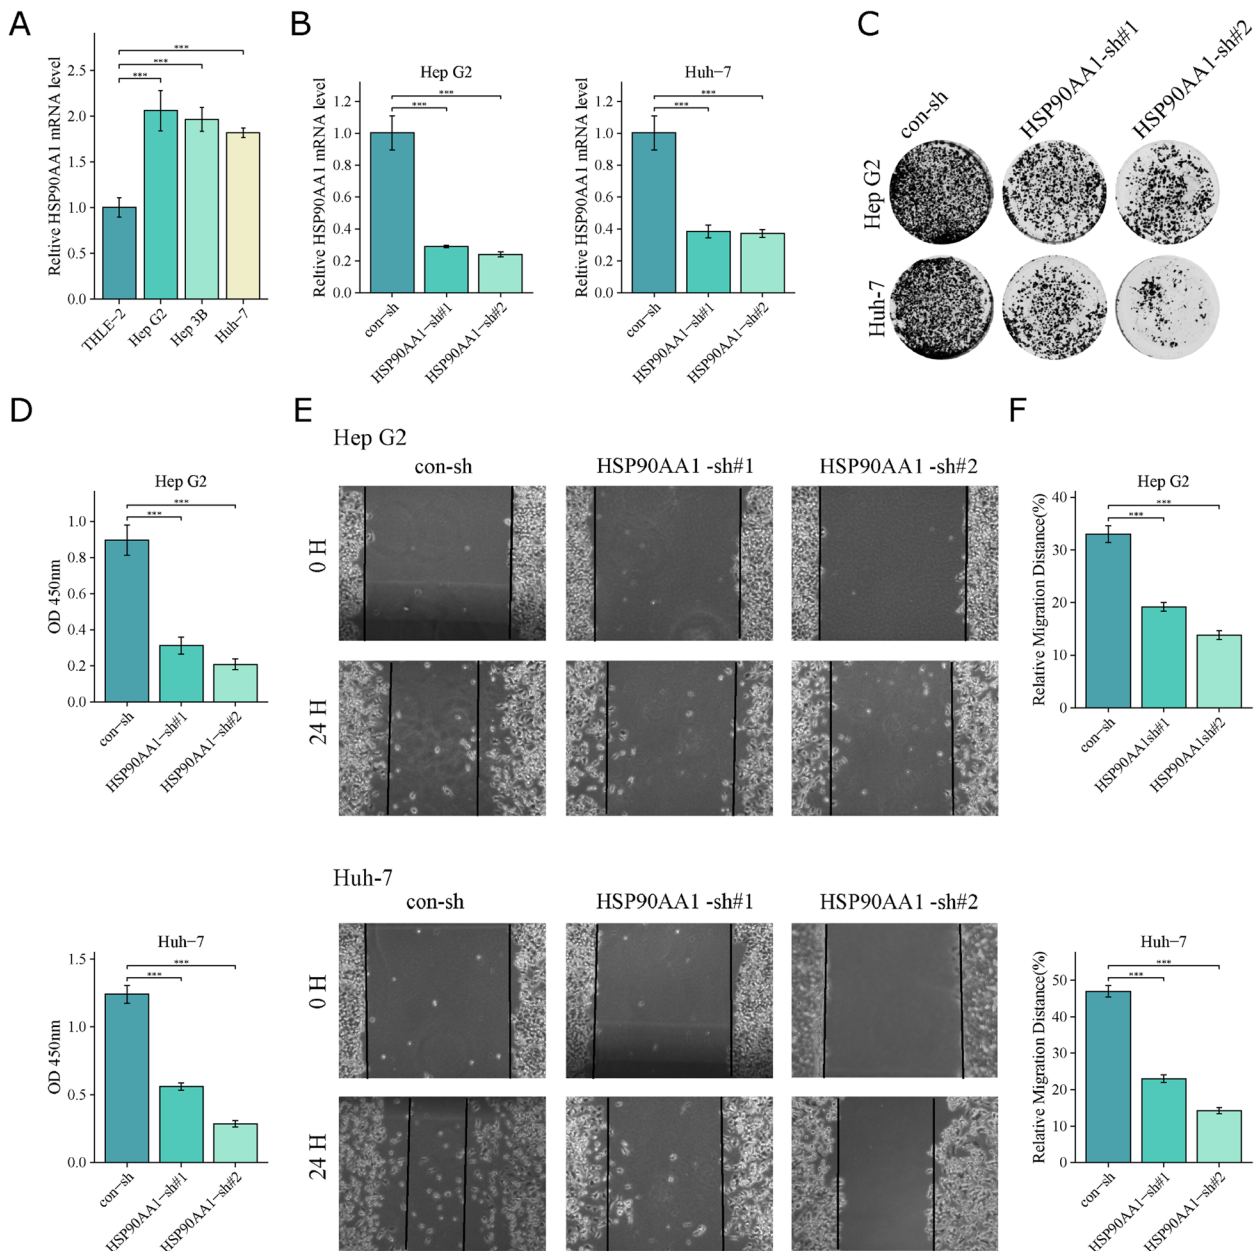 A
Reltive HSP90AA1 mRNA level
2.5
2.0
1.5
1.0
0.5
0.0
***
***
***
THLE-2
Hep G2
Hep 3B
Huh-7
B
Hep G2
Reltive HSP90AA1 mRNA level
1.2
1.0
0.8
0.6
0.4
0.2
0.0
***
***
con-sh
HSP90AA1-sh#1
HSP90AA1-sh#2
Huh-7
Reltive HSP90AA1 mRNA level
1.2
1.0
0.8
0.6
0.4
0.2
0.0
***
***
con-sh
HSP90AA1-sh#1
HSP90AA1-sh#2
C
con-sh
HSP90AA1-sh#1
HSP90AA1-sh#2
Hep G2
Huh-7
D
Hep G2
OD 450nm
1.0
0.8
0.6
0.4
0.2
0.0
***
***
con-sh
HSP90AA1-sh#1
HSP90AA1-sh#2
Huh-7
OD 450nm
1.5
1.0
0.5
0.0
***
***
con-sh
HSP90AA1-sh#1
HSP90AA1-sh#2
E
Hep G2
con-sh
HSP90AA1 -sh#1
HSP90AA1 -sh#2
0 H
24 H
Huh-7
con-sh
HSP90AA1 -sh#1
HSP90AA1 -sh#2
0 H
24 H
F
Hep G2
Relative Migration Distance(%)
40
30
20
10
0
***
***
con-sh
HSP90AA1sh#1
HSP90AA1sh#2
Huh-7
Relative Migration Distance(%)
50
40
30
20
10
0
***
***
con-sh
HSP90AA1-sh#1
HSP90AA1-sh#2